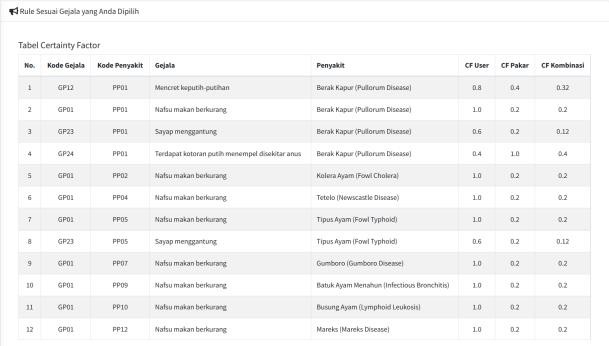 Rule Sesuai Gejala yang Anda Dipilih
Tabel Certainty Factor
No. Kode Gejala Kode Penyakit Gejala Penyakit CF User CF Pakar CF Kombinasi
1 GP12 PP01 Mencret keputih-putihan Berak Kapur (Pullorum Disease) 0.8 0.4 0.32
2 GP01 PP01 Nafsu makan berkurang Berak Kapur (Pullorum Disease) 1.0 0.2 0.2
3 GP23 PP01 Sayap menggantung Berak Kapur (Pullorum Disease) 0.6 0.2 0.12
4 GP24 PP01 Terdapat kotoran putih menempel disekitar anus Berak Kapur (Pullorum Disease) 0.4 1.0 0.4
5 GP01 PP02 Nafsu makan berkurang Kolera Ayam (Fowl Cholera) 1.0 0.2 0.2
6 GP01 PP04 Nafsu makan berkurang Tetelo (Newscastle Disease) 1.0 0.2 0.2
7 GP01 PP05 Nafsu makan berkurang Tipus Ayam (Fowl Typhoid) 1.0 0.2 0.2
8 GP23 PP05 Sayap menggantung Tipus Ayam (Fowl Typhoid) 0.6 0.2 0.12
9 GP01 PP07 Nafsu makan berkurang Gumboro (Gumboro Disease) 1.0 0.2 0.2
10 GP01 PP09 Nafsu makan berkurang Batuk Ayam Menahun (Infectious Bronchitis) 1.0 0.2 0.2
11 GP01 PP10 Nafsu makan berkurang Busung Ayam (Lymphoid Leukosis) 1.0 0.2 0.2
12 GP01 PP12 Nafsu makan berkurang Mareks (Mareks Disease) 1.0 0.2 0.2